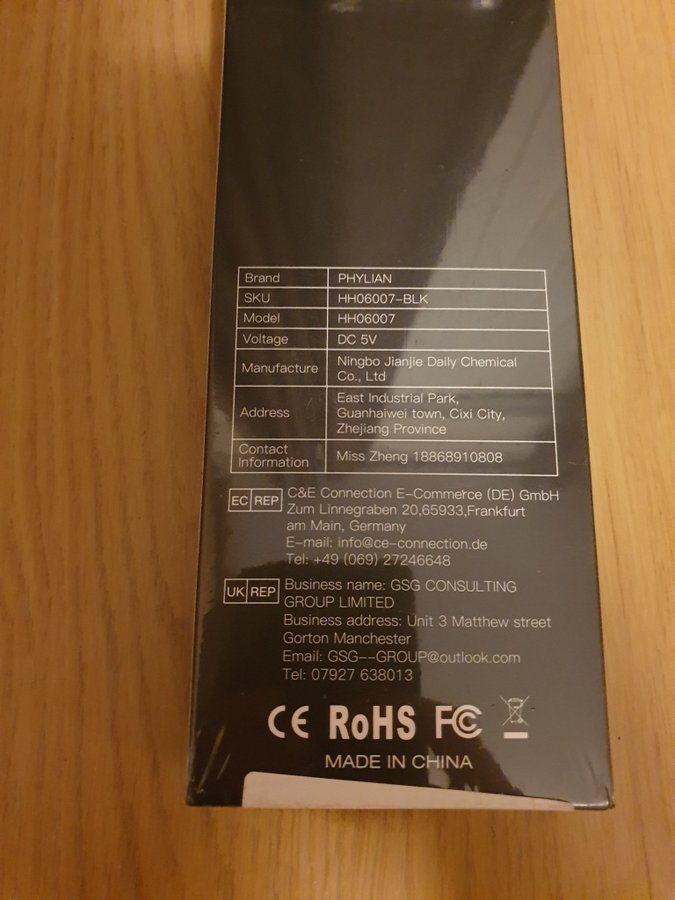 Brand PHYLIAN
SKU HH06007-BLK
Model HH06007
Voltage DC 5V
Manufacture Ningbo Jianjie Daily Chemical
Co., Ltd
Address East Industrial Park,
Guanhaiwei town, Cixi City,
Zhejiang Province
Contact
Information Miss Zheng 18868910808
EC REP C&E Connection E-Commerce (DE) GmbH
Zum Linnegraben 20,65933,Frankfurt
am Main, Germany
E-mail: info@ce-connection.de
Tel: +49 (069) 27246648
UK REP Business name: GSG CONSULTING
GROUP LIMITED
Business address: Unit 3 Matthew street
Gorton Manchester
Email: GSG--GROUP@outlook.com
Tel: 07927 638013
CE RoHS FC
MADE IN CHINA